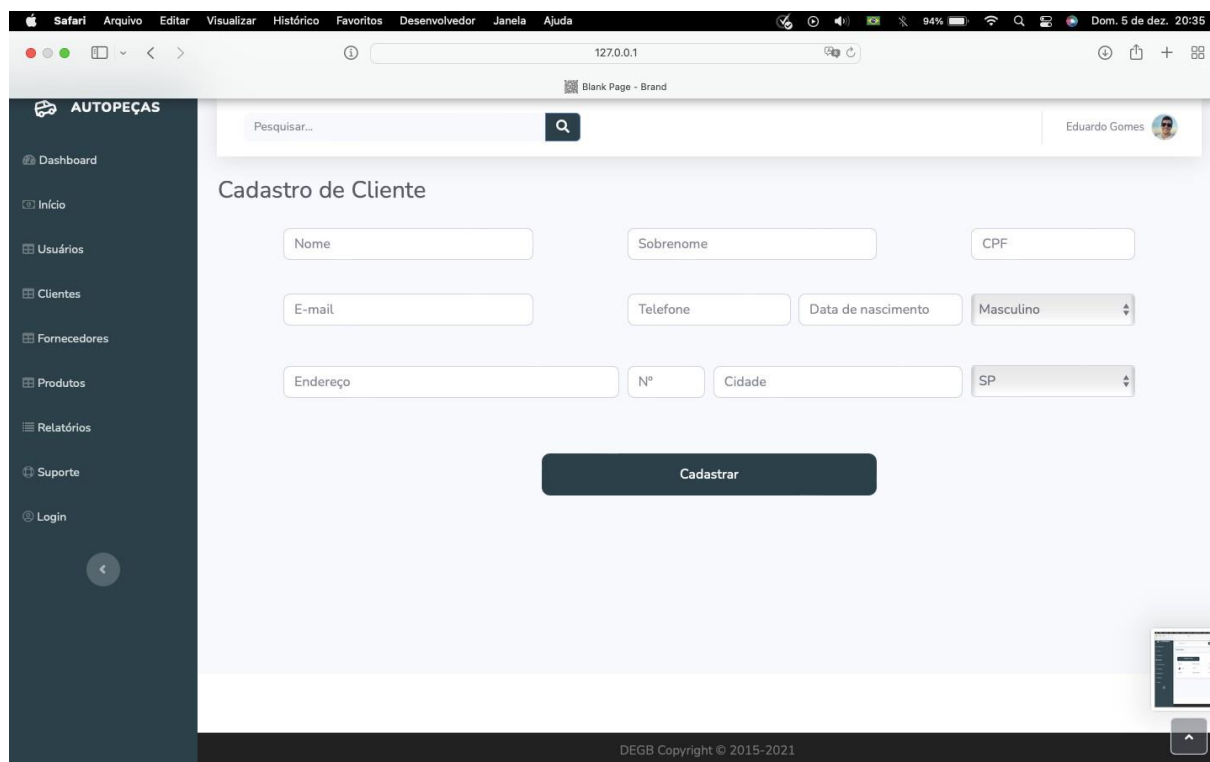 Safari Arquivo Editar Visualizar Histórico Favoritos Desenvolvedor Janela Ajuda 94% Dom. 5 de dez. 20:35
127.0.0.1
Blank Page - Brand
AUTOPEÇAS
Pesquisar... Eduardo Gomes
Dashboard
Cadastro de Cliente
Início
Nome Sobrenome CPF
Usuários
Clientes
E-mail Telefone Data de nascimento Masculino
Fornecedores
Produtos
Endereço Nº Cidade SP
Relatórios
Suporte
Cadastrar
Login
DEGB Copyright © 2015-2021